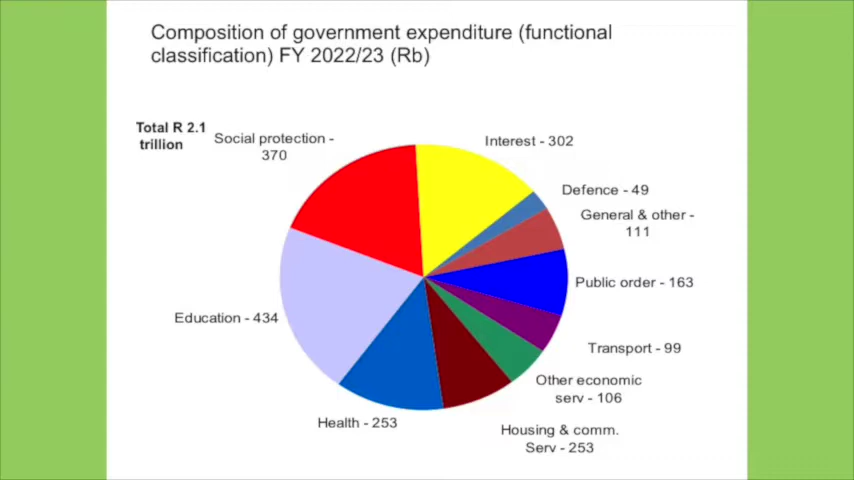 Composition of government expenditure (functional
classification) FY 2022/23 (Rb)
Total R 2.1
trillion
Social protection -
370
Interest - 302
Defence - 49
General & other -
111
Public order - 163
Education - 434
Transport - 99
Other economic
serv - 106
Health - 253
Housing & comm.
Serv - 253